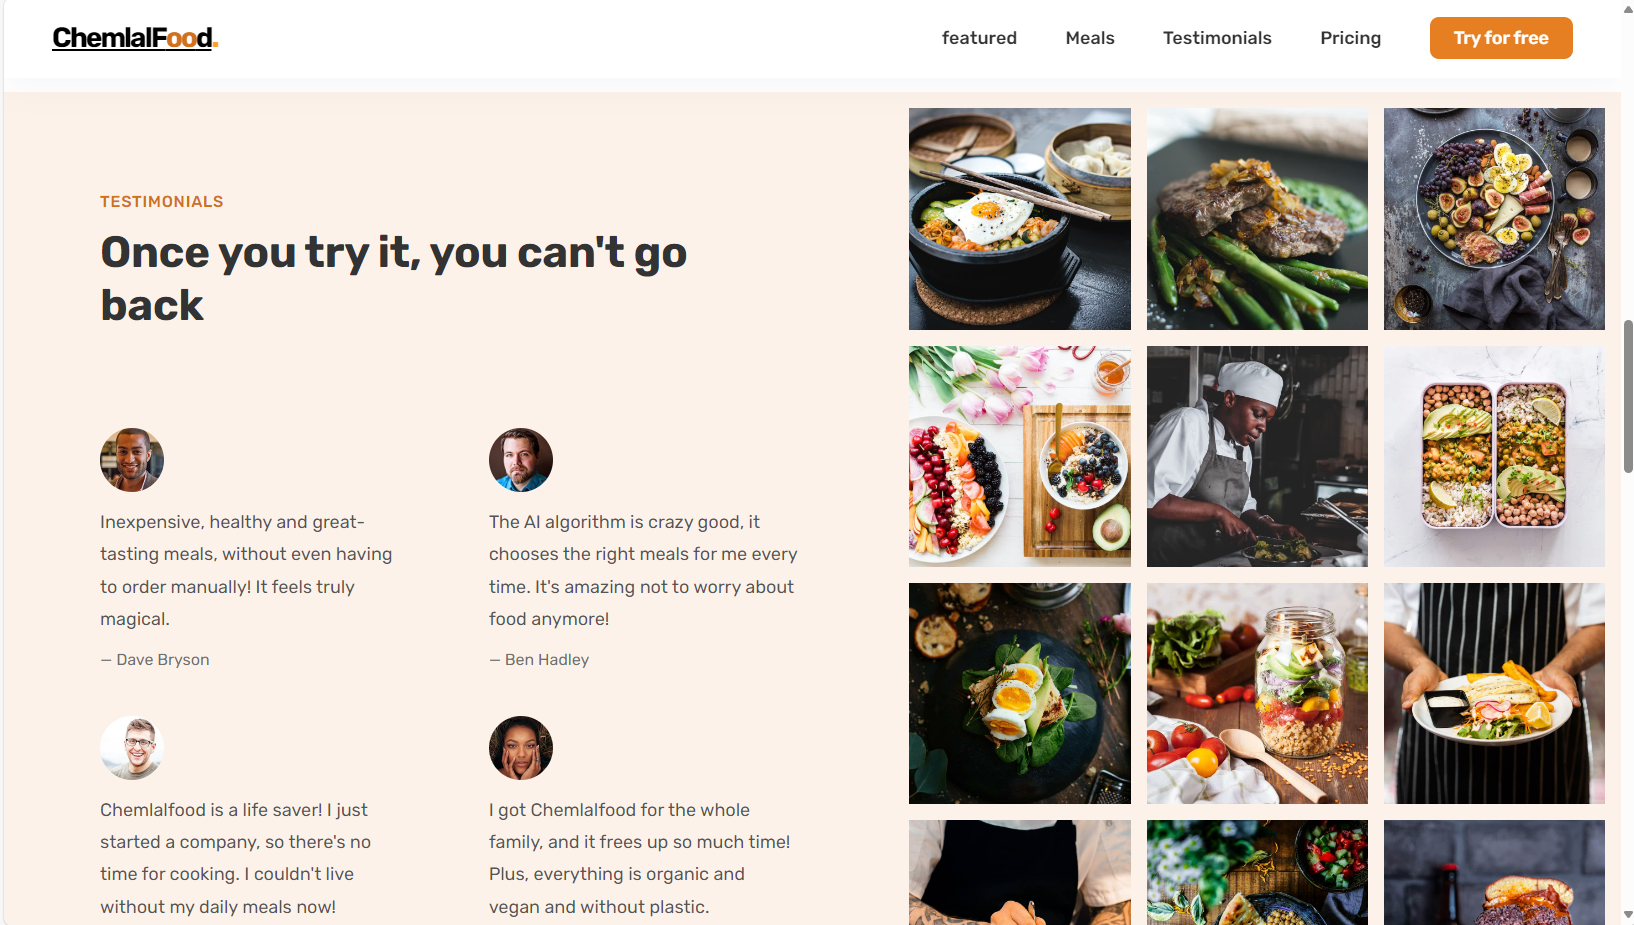 ChemlalFood.
featured
Meals
Testimonials
Pricing
Try for free
TESTIMONIALS
Once you try it, you can't go
back
Inexpensive, healthy and great-
tasting meals, without even having
to order manually! It feels truly
magical.
— Dave Bryson
The AI algorithm is crazy good, it
chooses the right meals for me every
time. It's amazing not to worry about
food anymore!
— Ben Hadley
Chemlalfood is a life saver! I just
started a company, so there's no
time for cooking. I couldn't live
without my daily meals now!
I got Chemlalfood for the whole
family, and it frees up so much time!
Plus, everything is organic and
vegan and without plastic.